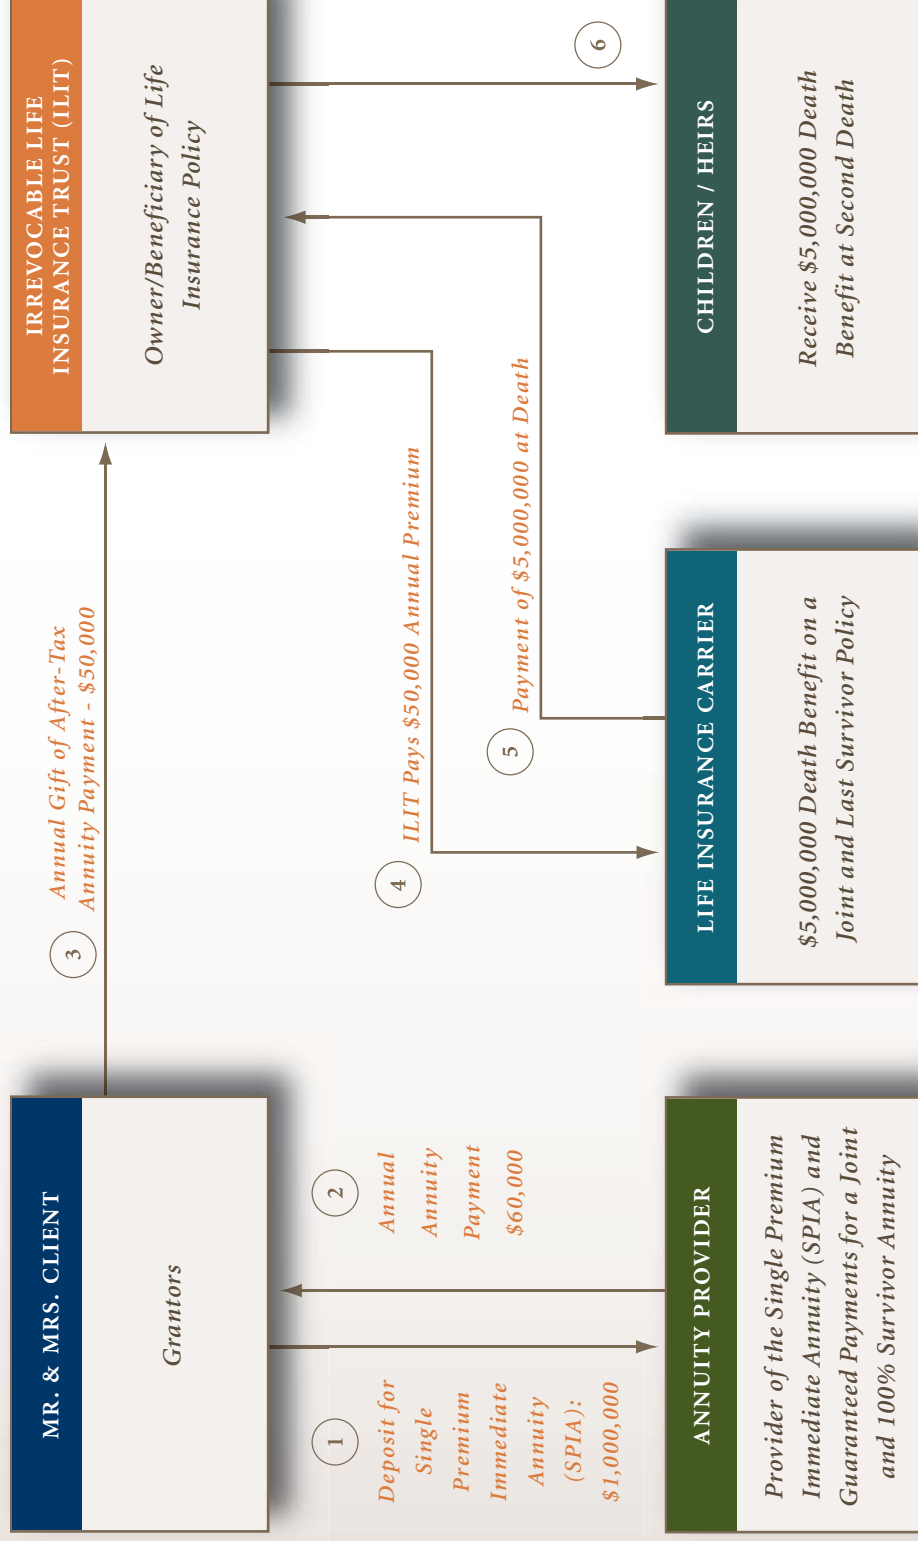 MR. & MRS. CLIENT
Grantors
3
Annual Gift of After-Tax
Annuity Payment - $50,000
IRREVOCABLE LIFE
INSURANCE TRUST (ILIT)
Owner/Beneficiary of Life
Insurance Policy
1
Deposit for
Single
Premium
Immediate
Annuity
(SPIA):
$1,000,000
2
Annual
Annuity
Payment
$60,000
4
ILIT Pays $50,000 Annual Premium
5
Payment of $5,000,000 at Death
6
ANNUITY PROVIDER
Provider of the Single Premium
Immediate Annuity (SPIA) and
Guaranteed Payments for a Joint
and 100% Survivor Annuity
LIFE INSURANCE CARRIER
$5,000,000 Death Benefit on a
Joint and Last Survivor Policy
CHILDREN / HEIRS
Receive $5,000,000 Death
Benefit at Second Death